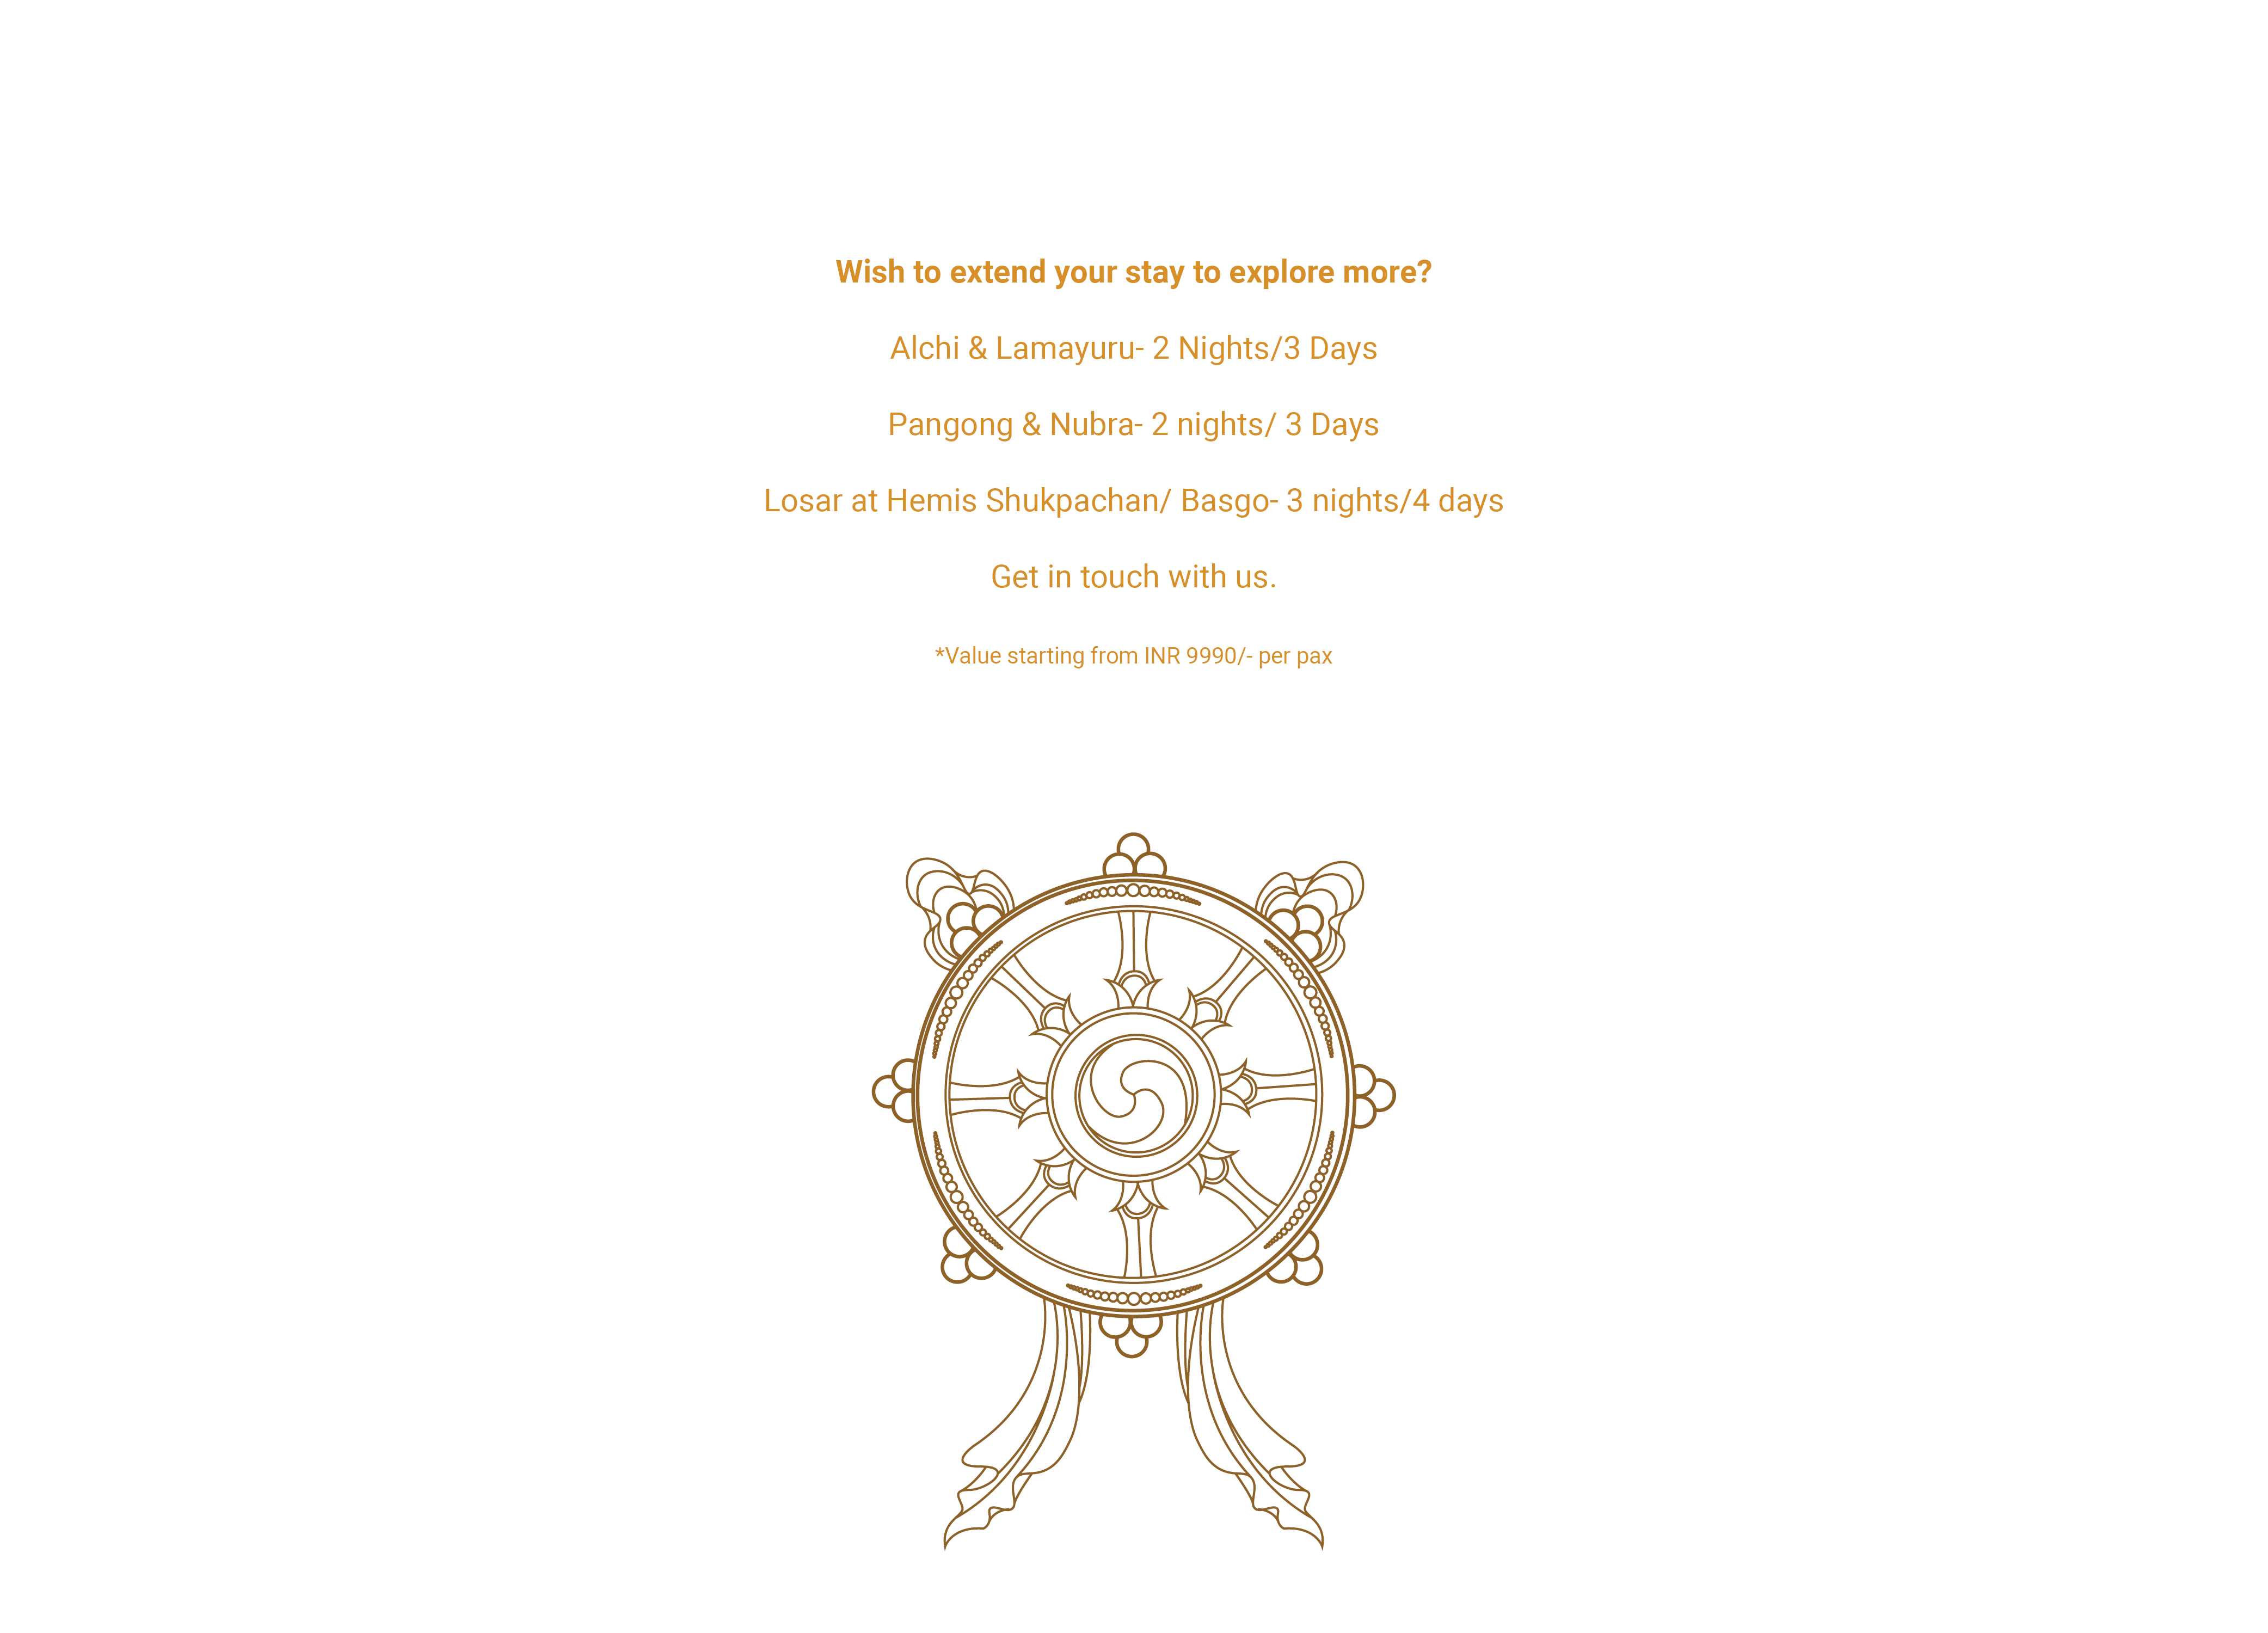 Wish to extend your stay to explore more?
Alchi & Lamayuru- 2 Nights/3 Days
Pangong & Nubra- 2 nights/ 3 Days
Losar at Hemis Shukpachan/ Basgo- 3 nights/4 days
Get in touch with us.
*Value starting from INR 9990/- per pax